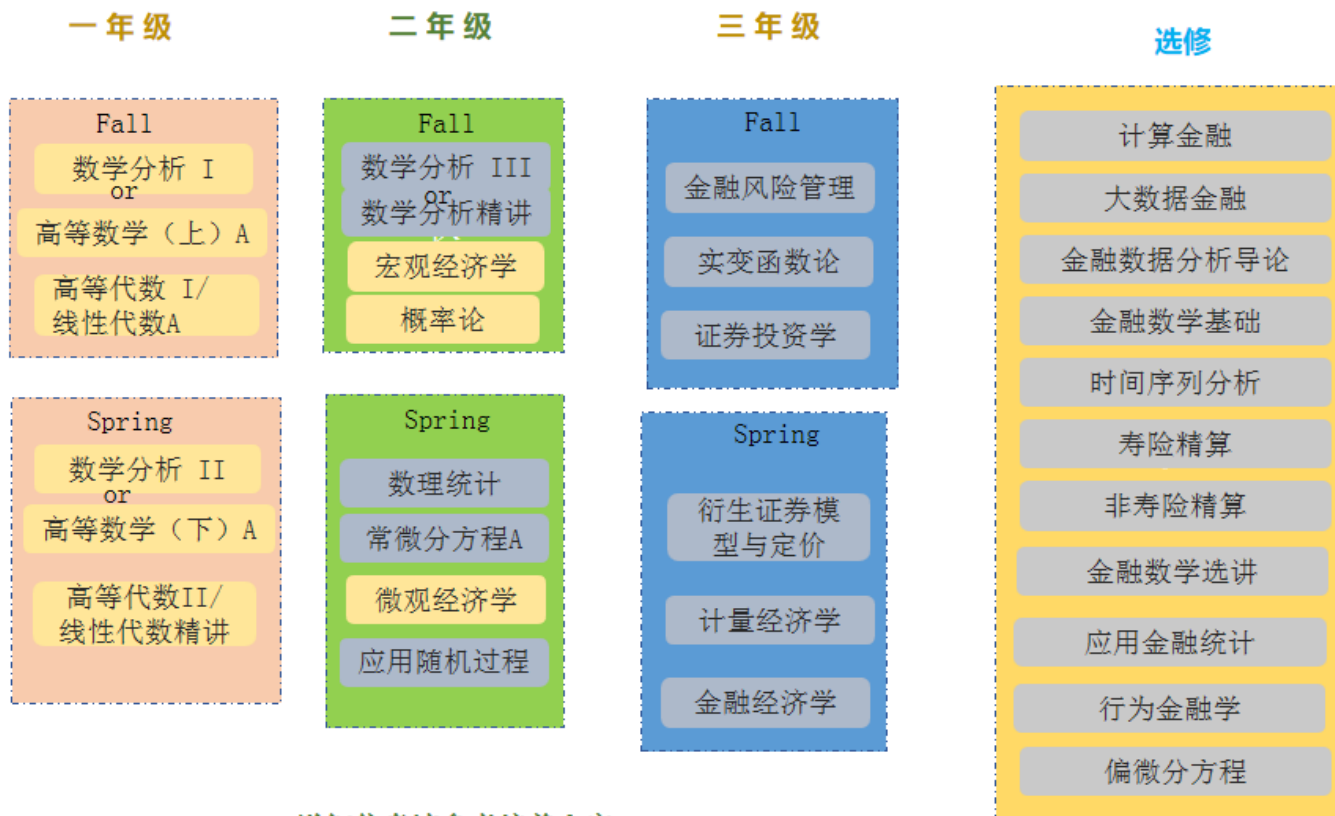 一年级
Fall
数学分析 I
or
高等数学（上）A
高等代数 I/
线性代数A
Spring
数学分析 II
or
高等数学（下）A
高等代数II/
线性代数精讲
二年级
Fall
数学分析 III
or
数学分析精讲
宏观经济学
概率论
Spring
数理统计
常微分方程A
微观经济学
应用随机过程
三年级
Fall
金融风险管理
实变函数论
证券投资学
Spring
衍生证券模
型与定价
计量经济学
金融经济学
选修
计算金融
大数据金融
金融数据分析导论
金融数学基础
时间序列分析
寿险精算
非寿险精算
金融数学选讲
应用金融统计
行为金融学
偏微分方程